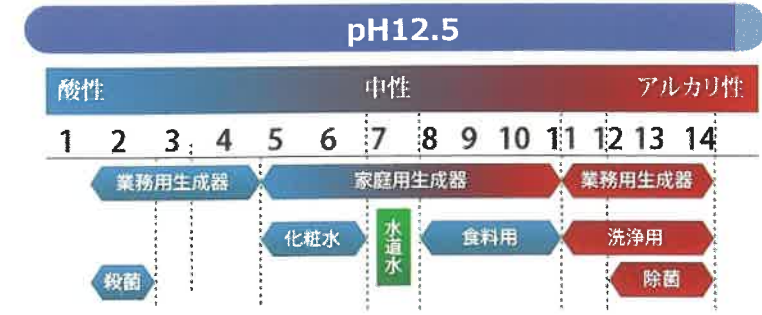 pH12.5
酸性 中性 アルカリ性
1 2 3 4 5 6 7 8 9 10 11 12 13 14
業務用生成器 家庭用生成器 業務用生成器
化粧水 水道水 食料用 洗浄用
殺菌 除菌